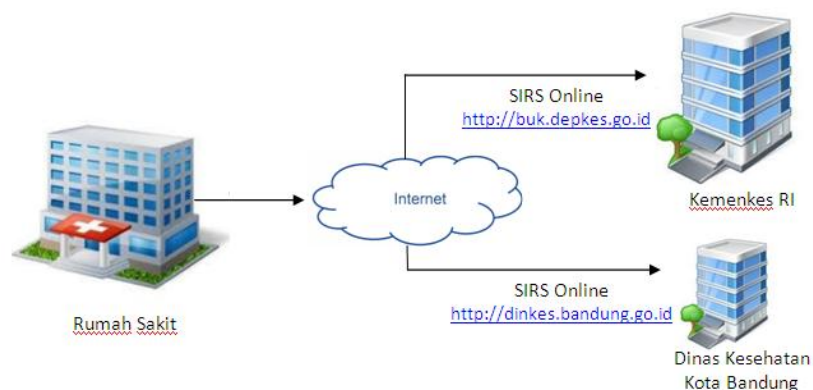 SIRS Online
http://buk.depkes.go.id
Kemenkes RI
Internet
Rumah Sakit
SIRS Online
http://dinkes.bandung.go.id
Dinas Kesehatan
Kota Bandung